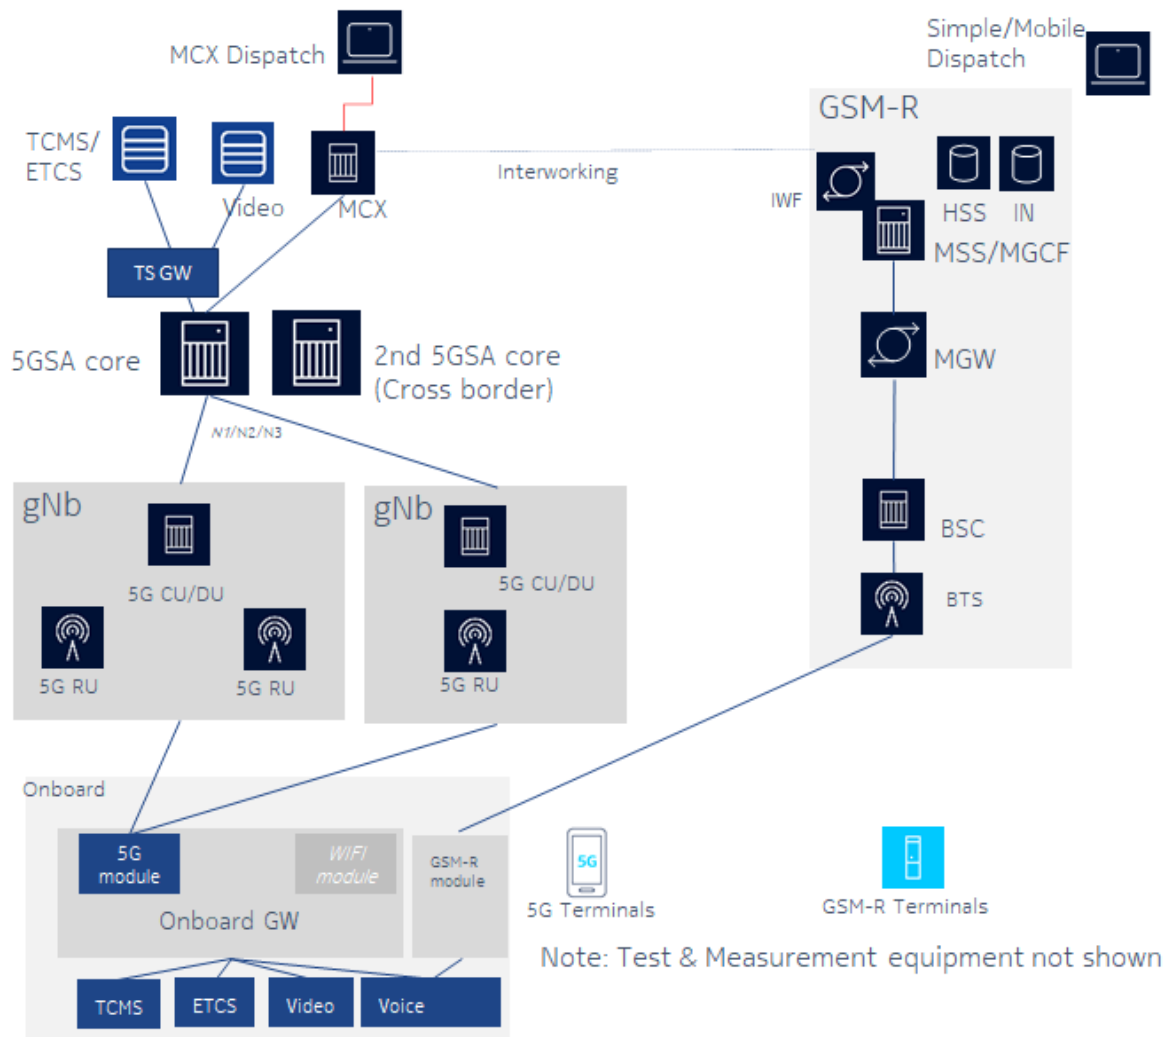 MCX Dispatch
Simple/Mobile
Dispatch
GSM-R
TCMS/
ETCS
Video
MCX
Interworking
IWF
HSS
IN
MSS/MGCF
TS GW
5GSA core
2nd 5GSA core
(Cross border)
MGW
N1/N2/N3
gNb
gNb
5G CU/DU
5G CU/DU
BSC
BTS
5G RU
5G RU
5G RU
Onboard
5G
module
WIFI
module
GSM-R
module
Onboard GW
5G
5G Terminals
GSM-R Terminals
Note: Test & Measurement equipment not shown
TCMS
ETCS
Video
Voice